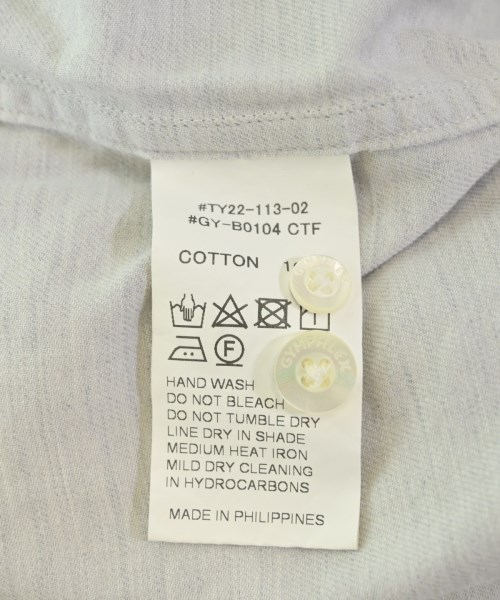 #TY22-113-02
#GY-B0104 CTF
COTTON
F
GYMPHLEX
HAND WASH
DO NOT BLEACH
DO NOT TUMBLE DRY
LINE DRY IN SHADE
MEDIUM HEAT IRON
MILD DRY CLEANING
IN HYDROCARBONS
MADE IN PHILIPPINES